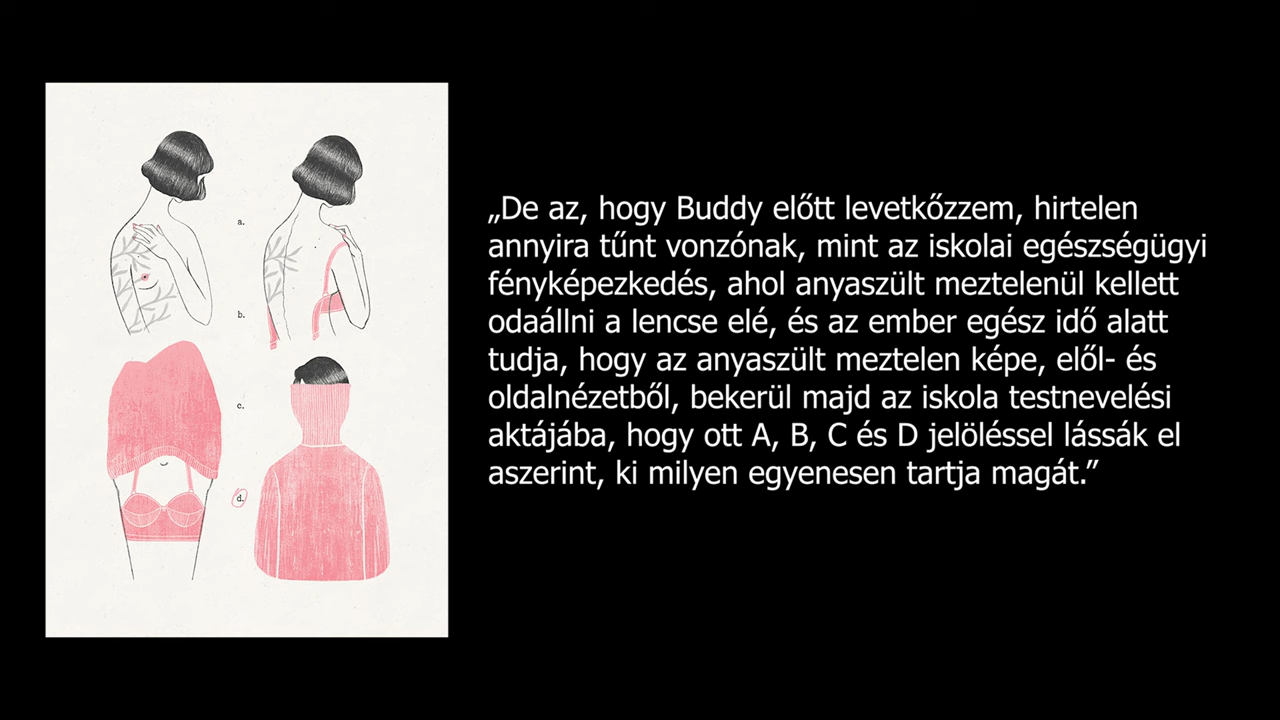 a.
b.
c.
d.
„De az, hogy Buddy előtt levetkőzzem, hirtelen
annyira tűnt vonzónak, mint az iskolai egészségügyi
fényképezkedés, ahol anyaszült meztelenül kellett
odaállni a lencse elé, és az ember egész idő alatt
tudja, hogy az anyaszült meztelen képe, elől- és
oldalnézetből, bekerül majd az iskola testnevelési
aktájába, hogy ott A, B, C és D jelöléssel lássák el
aszerint, ki milyen egyenesen tartja magát.”